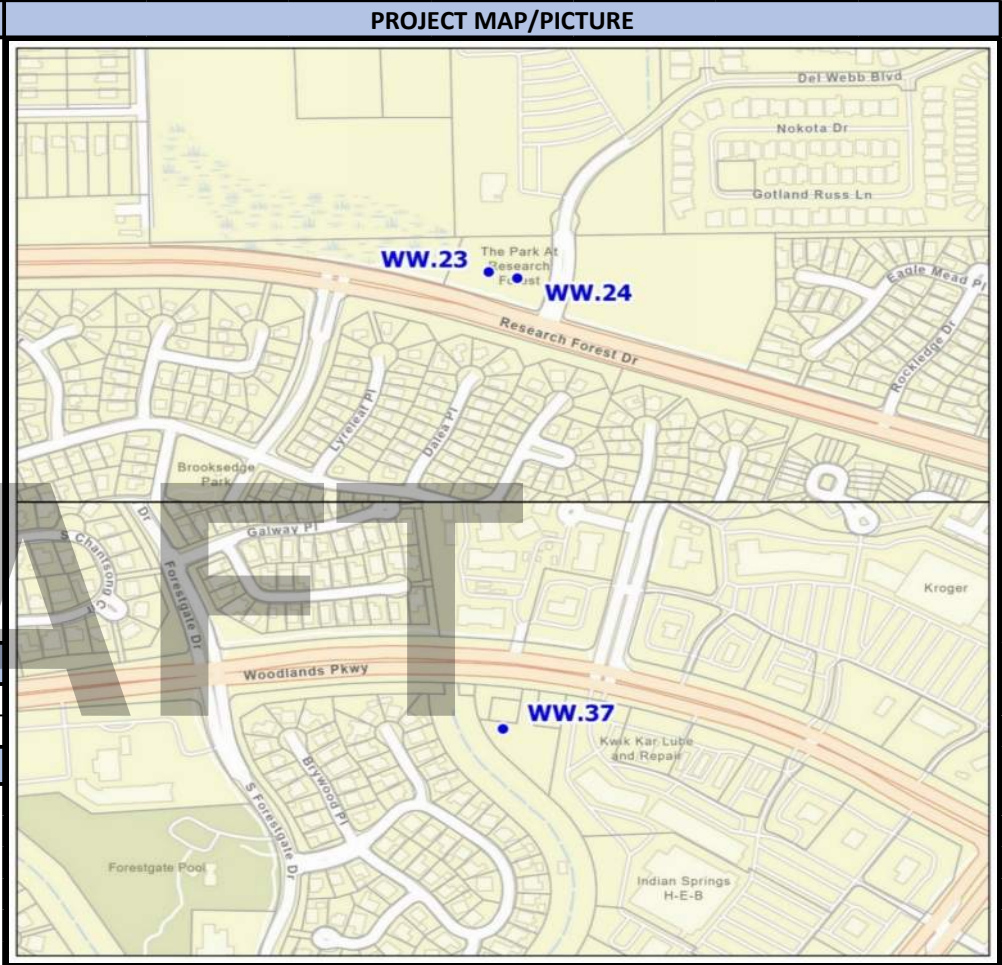 PROJECT MAP/PICTURE
Del Webb Blvd
Nokota Dr
Gotland Russ Ln
WW.23
The Park At
Research
Forest
WW.24
Eagle Mead Pl
Research Forest Dr
Rockledge Dr
Lyreleaf Pl
Dalea Pl
Brooksedge
Park
Dr
Galway Pl
S Chantsong Cir
Forestgate Dr
Kroger
AFT
Woodlands Pkwy
WW.37
Kwik Kar Lube
and Repair
Brywood Pl
S Forestgate Dr
Forestgate Pool
Indian Springs
H-E-B